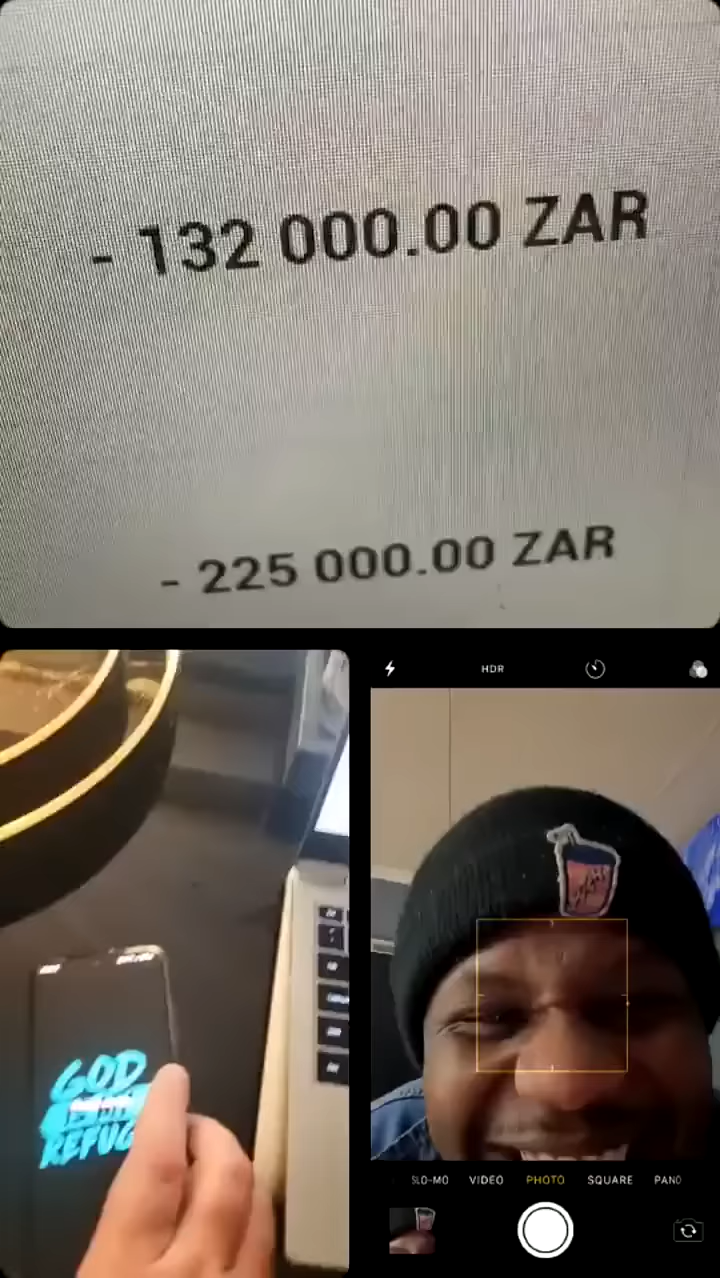 - 132 000.00 ZAR
- 225 000.00 ZAR
HDR
GOD
REFUG
SLO-MO VIDEO PHOTO SQUARE PANO